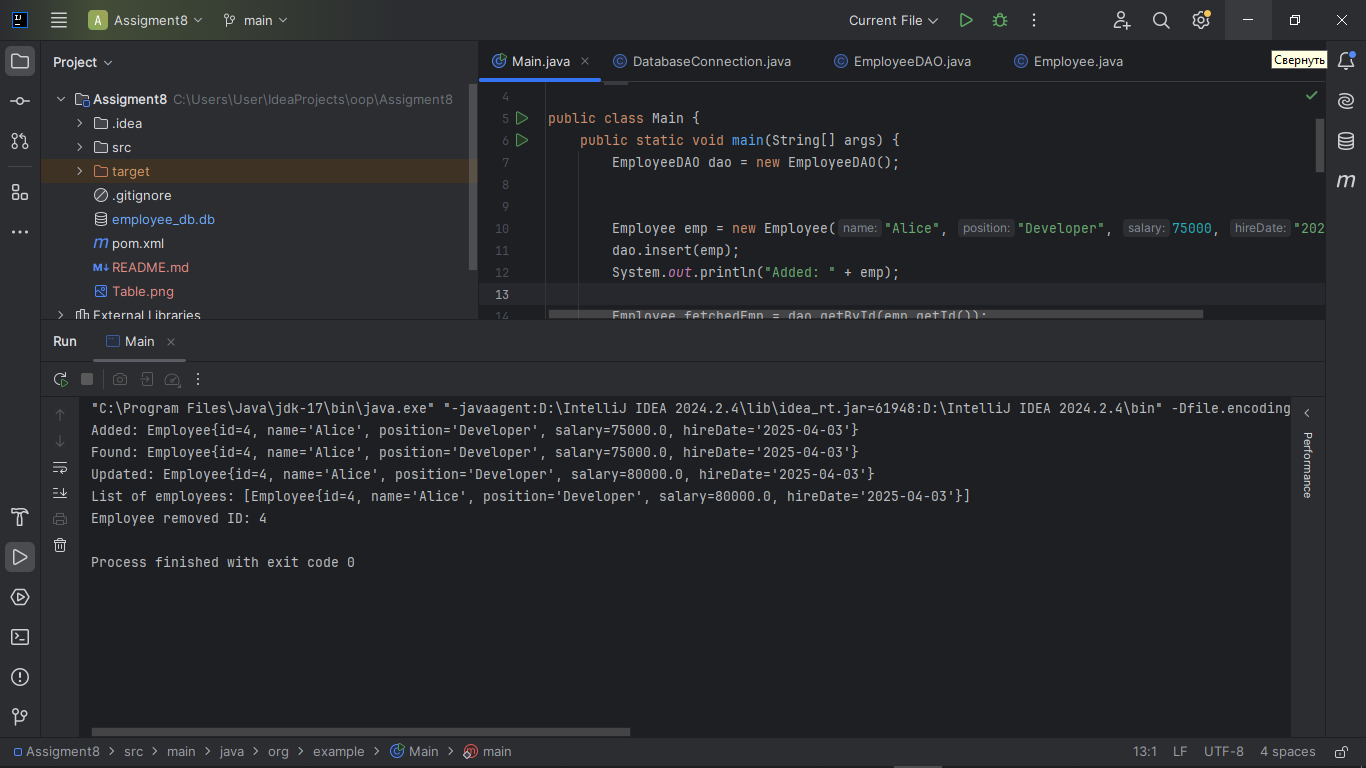 Assigment8 main Current File
Project
Main.java DatabaseConnection.java EmployeeDAO.java Employee.java
Свернуть
Assigment8 C:\Users\User\IdeaProjects\oop\Assigment8
.idea
src
target
.gitignore
employee_db.db
pom.xml
README.md
Table.png
External Libraries
4
5 public class Main {
6 public static void main(String[] args) {
7 EmployeeDAO dao = new EmployeeDAO();
8
9
10 Employee emp = new Employee( name: "Alice", position: "Developer", salary: 75000, hireDate: "202
11 dao.insert(emp);
12 System.out.println("Added: " + emp);
13
14 Employee fetchedEmp = dao.getById(emp.getId());
Run Main
"C:\Program Files\Java\jdk-17\bin\java.exe" "-javaagent:D:\IntelliJ IDEA 2024.2.4\lib\idea_rt.jar=61948:D:\IntelliJ IDEA 2024.2.4\bin" -Dfile.encoding
Added: Employee{id=4, name='Alice', position='Developer', salary=75000.0, hireDate='2025-04-03'}
Found: Employee{id=4, name='Alice', position='Developer', salary=75000.0, hireDate='2025-04-03'}
Updated: Employee{id=4, name='Alice', position='Developer', salary=80000.0, hireDate='2025-04-03'}
List of employees: [Employee{id=4, name='Alice', position='Developer', salary=80000.0, hireDate='2025-04-03'}]
Employee removed ID: 4
Process finished with exit code 0
Performance
Assigment8 > src > main > java > org > example > Main > main 13:1 LF UTF-8 4 spaces